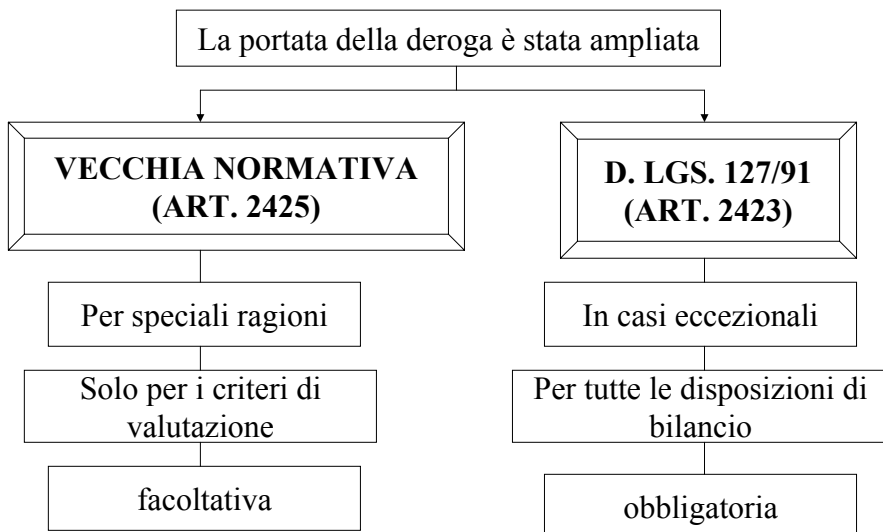 La portata della deroga è stata ampliata
VECCHIA NORMATIVA
(ART. 2425)
Per speciali ragioni
Solo per i criteri di
valutazione
facoltativa
D. LGS. 127/91
(ART. 2423)
In casi eccezionali
Per tutte le disposizioni di
bilancio
obbligatoria